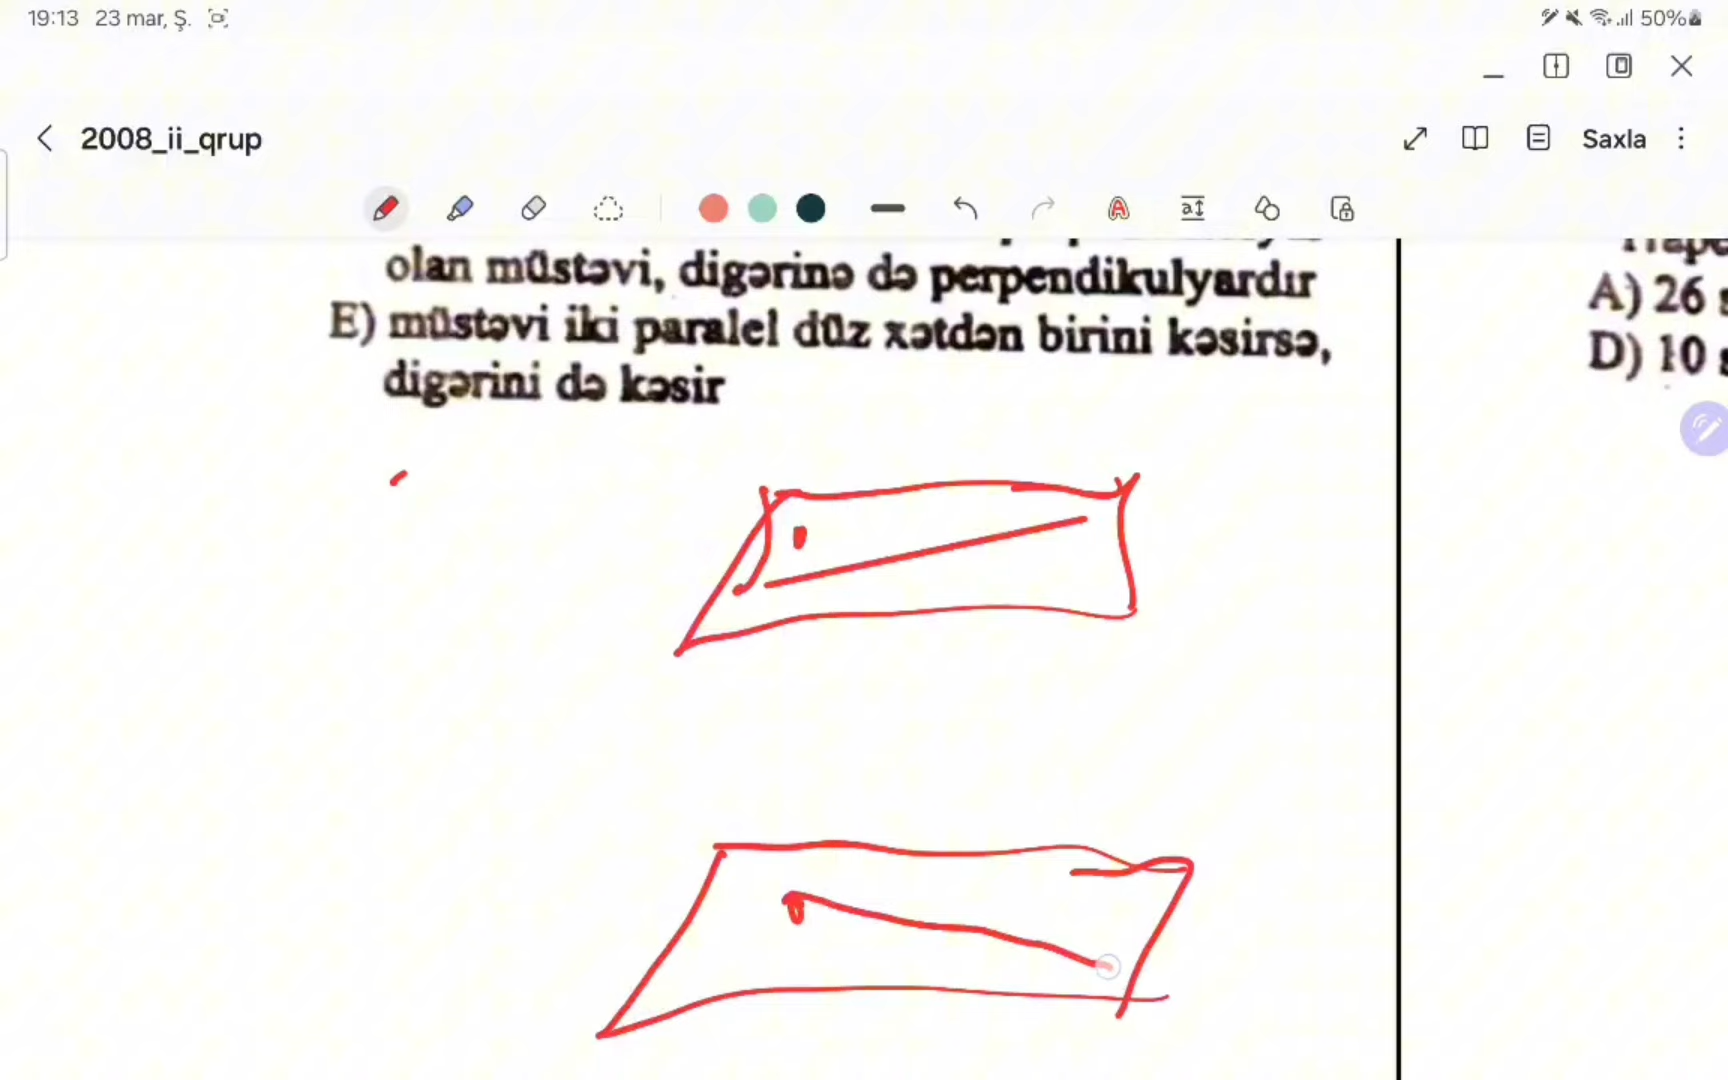 19:13 23 mar, Ş. 50%
2008_ii_qrup
Saxla
olan müstəvi, digərinə də perpendikulyardır
E) müstəvi iki paralel düz xətdən birini kəsirsə,
digərini də kəsir
A) 26
D) 10